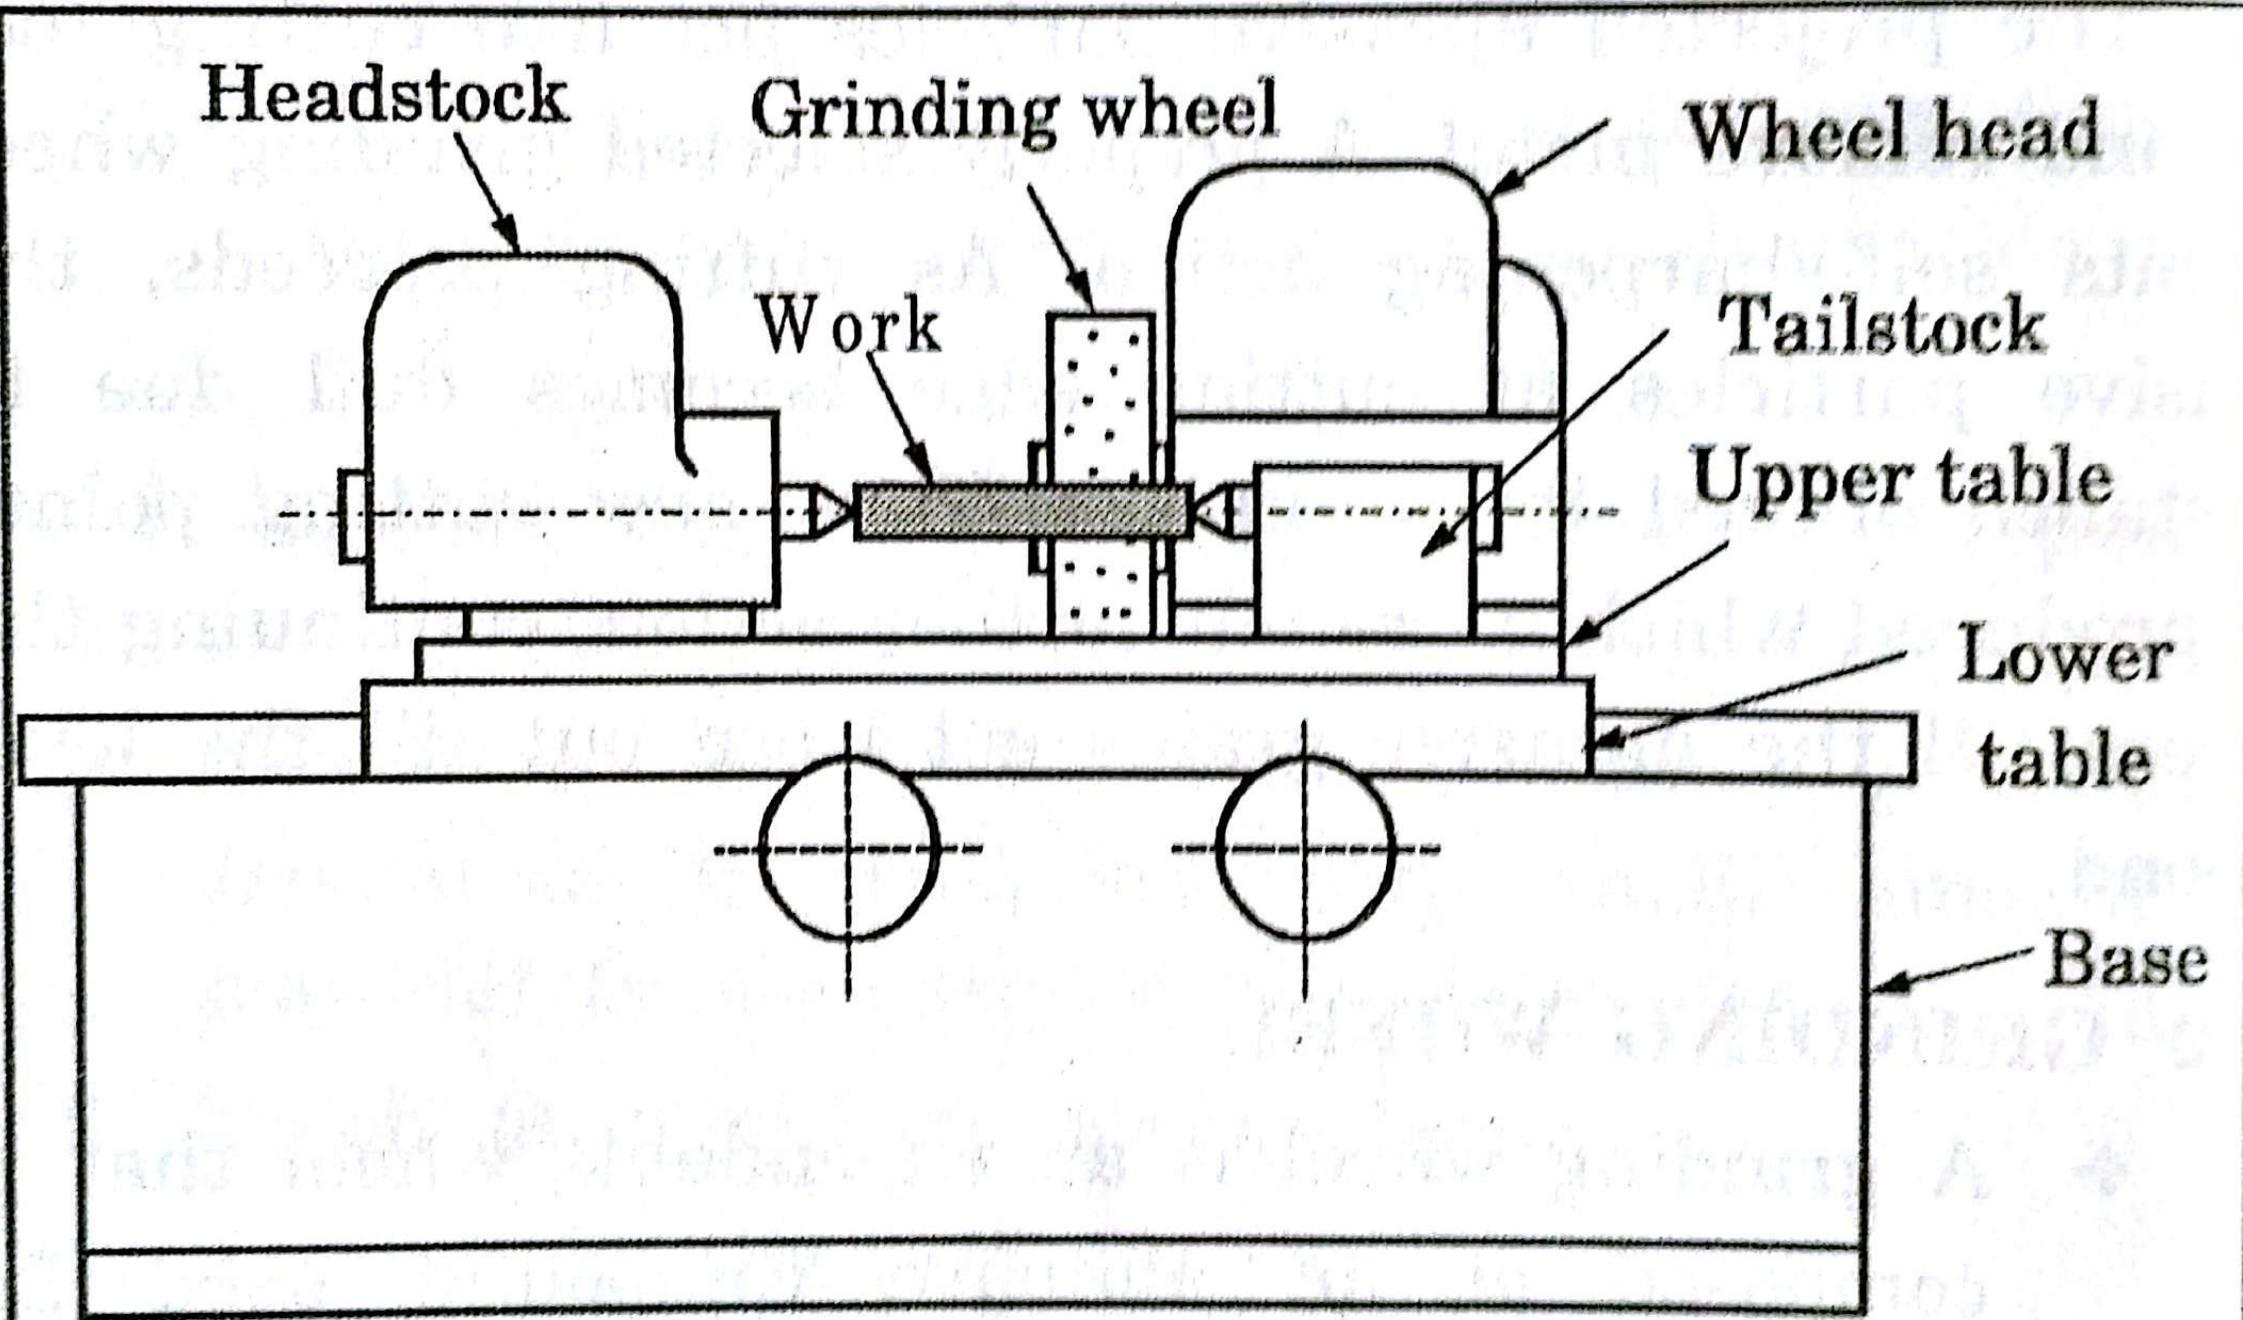 Headstock
Grinding wheel
Wheel head
Work
Tailstock
Upper table
Lower
table
Base